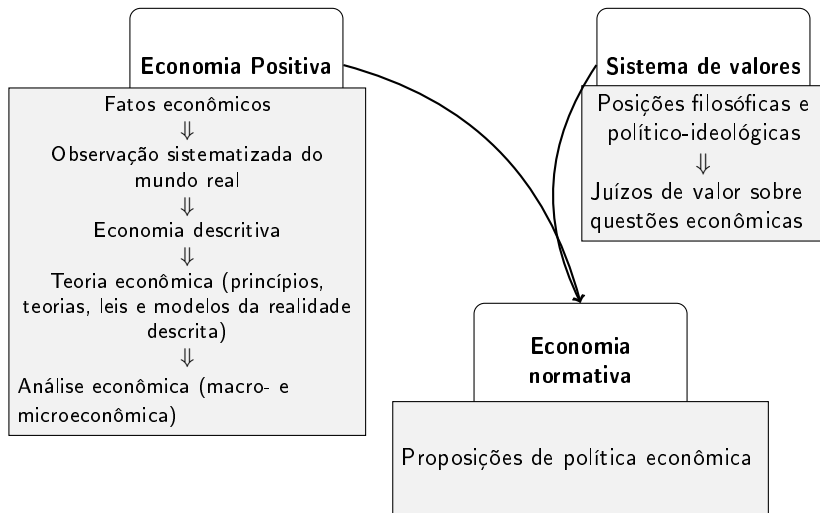 Economia Positiva
Fatos econômicos
⇓
Observação sistematizada do
mundo real
⇓
Economia descritiva
⇓
Teoria econômica (princípios,
teorias, leis e modelos da realidade
descrita)
⇓
Análise econômica (macro- e
microeconômica)
Sistema de valores
Posições filosóficas e
político-ideológicas
⇓
Juízos de valor sobre
questões econômicas
Economia
normativa
Proposições de política econômica